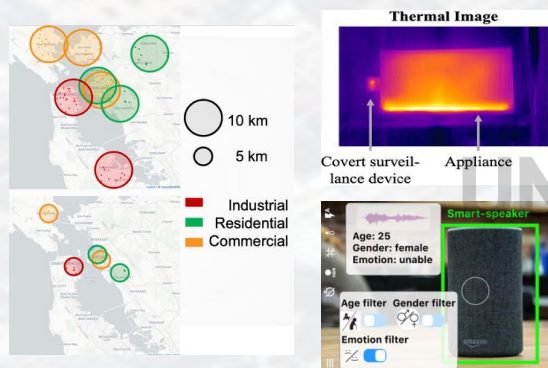 10 km
5 km
Industrial
Residential
Commercial
Thermal Image
Covert surveil-
lance device
Appliance
UN
Smart-speaker
Age: 25
Gender: female
Emotion: unable
Age filter
Gender filter
Emotion filter
amazon